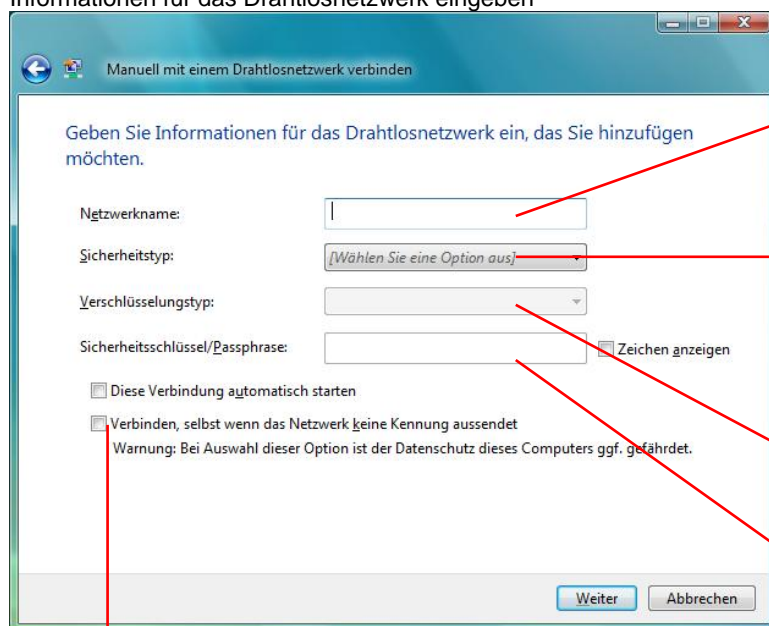 Informationen für das Drahtlosnetzwerk eingeben
Manuell mit einem Drahtlosnetzwerk verbinden
Geben Sie Informationen für das Drahtlosnetzwerk ein, das Sie hinzufügen
möchten.
Netzwerkname:
Sicherheitstyp: [Wählen Sie eine Option aus]
Verschlüsselungstyp:
Sicherheitsschlüssel/Passphrase: Zeichen anzeigen
Diese Verbindung automatisch starten
Verbinden, selbst wenn das Netzwerk keine Kennung aussendet
Warnung: Bei Auswahl dieser Option ist der Datenschutz dieses Computers ggf. gefährdet.
Weiter Abbrechen